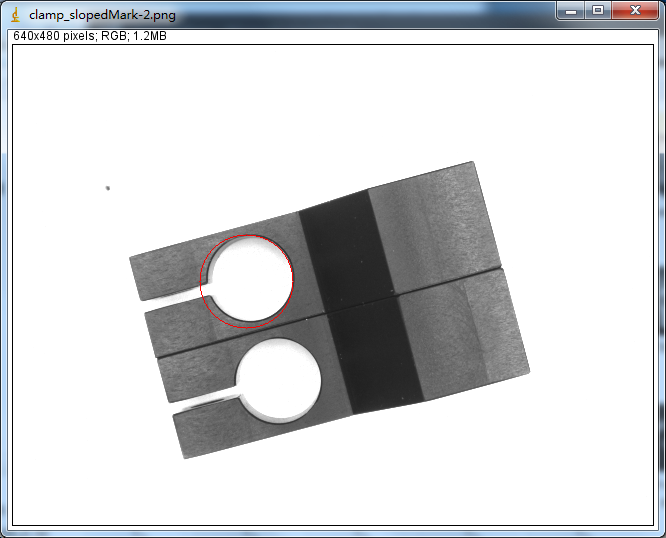 clamp_slopedMark-2.png
640x480 pixels; RGB; 1.2MB